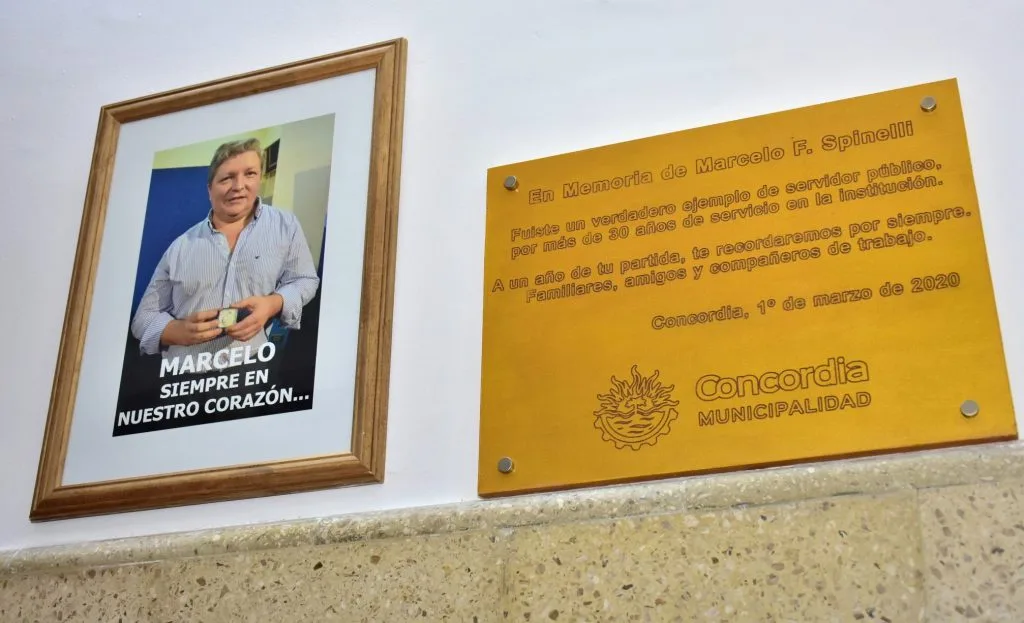 MARCELO
SIEMPRE EN
NUESTRO CORAZÓN...
En Memoria de Marcelo F. Spinelli
Fuiste un verdadero ejemplo de servidor público,
por más de 30 años de servicio en la institución.
A un año de tu partida, te recordaremos por siempre.
Familiares, amigos y compañeros de trabajo.
Concordia, 1° de marzo de 2020
Concordia
MUNICIPALIDAD